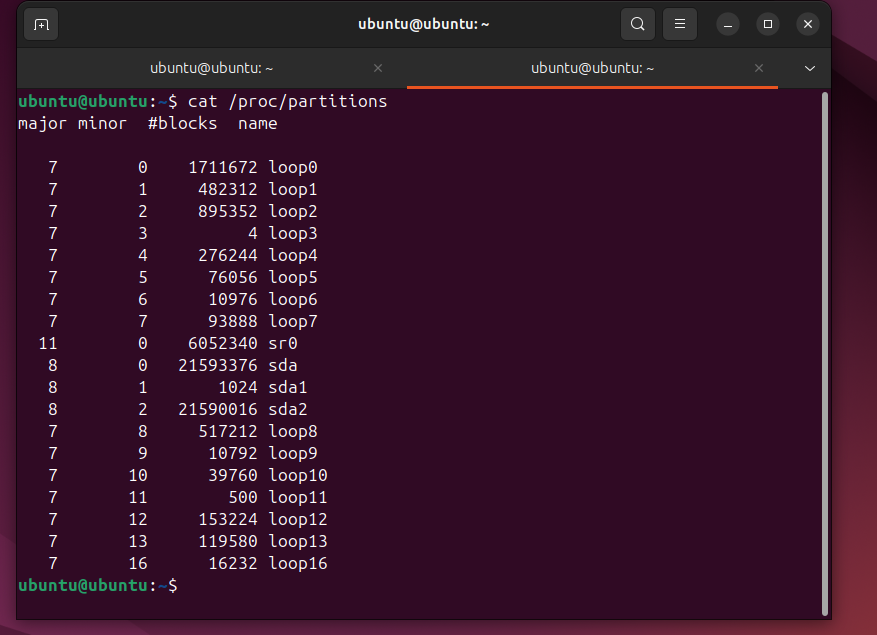 ubuntu@ubuntu: ~
ubuntu@ubuntu: ~
ubuntu@ubuntu: ~
ubuntu@ubuntu:~$ cat /proc/partitions
major minor  #blocks  name

   7        0    1711672 loop0
   7        1     482312 loop1
   7        2     895352 loop2
   7        3          4 loop3
   7        4     276244 loop4
   7        5      76056 loop5
   7        6      10976 loop6
   7        7      93888 loop7
  11        0    6052340 sr0
   8        0   21593376 sda
   8        1       1024 sda1
   8        2   21590016 sda2
   7        8     517212 loop8
   7        9      10792 loop9
   7       10      39760 loop10
   7       11        500 loop11
   7       12     153224 loop12
   7       13     119580 loop13
   7       16      16232 loop16
ubuntu@ubuntu:~$